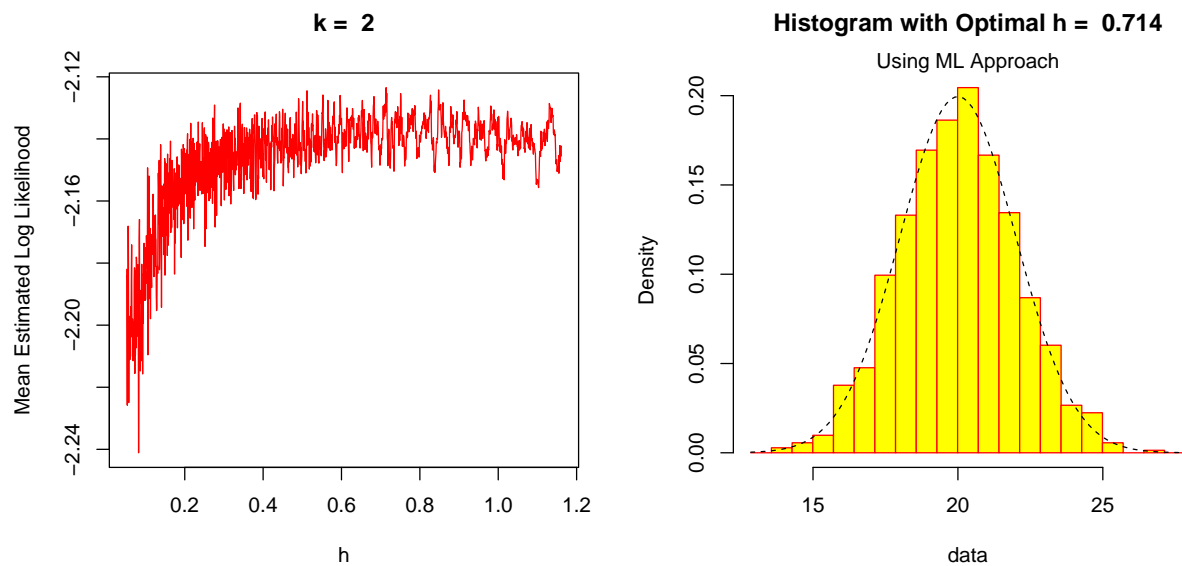 k = 2
Mean Estimated Log Likelihood
−2.12
−2.16
−2.20
−2.24
0.2 0.4 0.6 0.8 1.0 1.2
h
Histogram with Optimal h = 0.714
Using ML Approach
Density
0.20
0.15
0.10
0.05
0.00
15 20 25
data